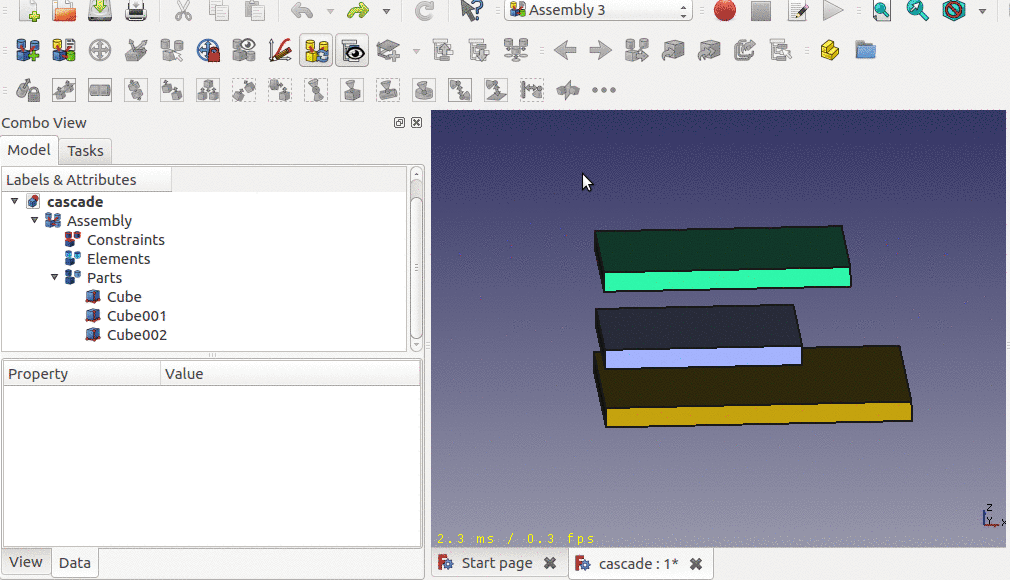 Assembly 3
Combo View
Model Tasks
Labels & Attributes
cascade
Assembly
Constraints
Elements
Parts
Cube
Cube001
Cube002
Property Value
View Data
Z
Y X
2.3 ms / 0.3 fps
Start page cascade : 1*